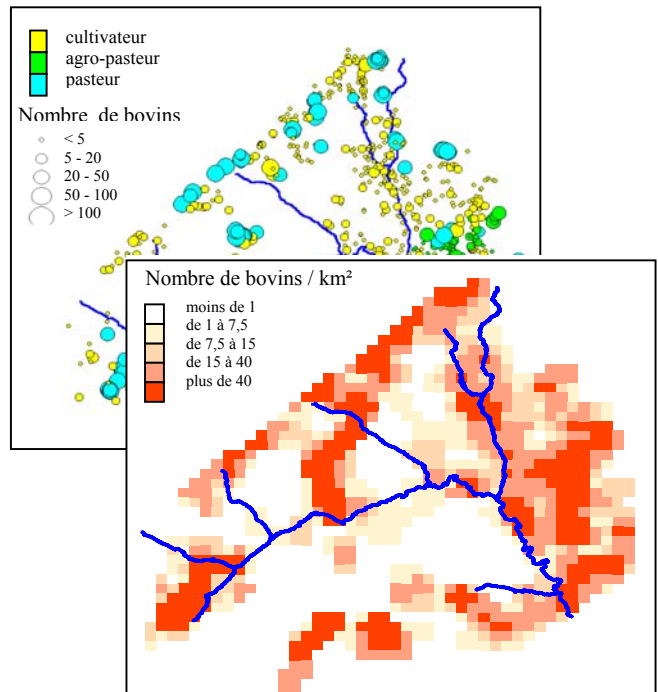 cultivateur
agro-pasteur
pasteur
Nombre de bovins
< 5
5 - 20
20 - 50
50 - 100
> 100
Nombre de bovins / km²
moins de 1
de 1 à 7,5
de 7,5 à 15
de 15 à 40
plus de 40